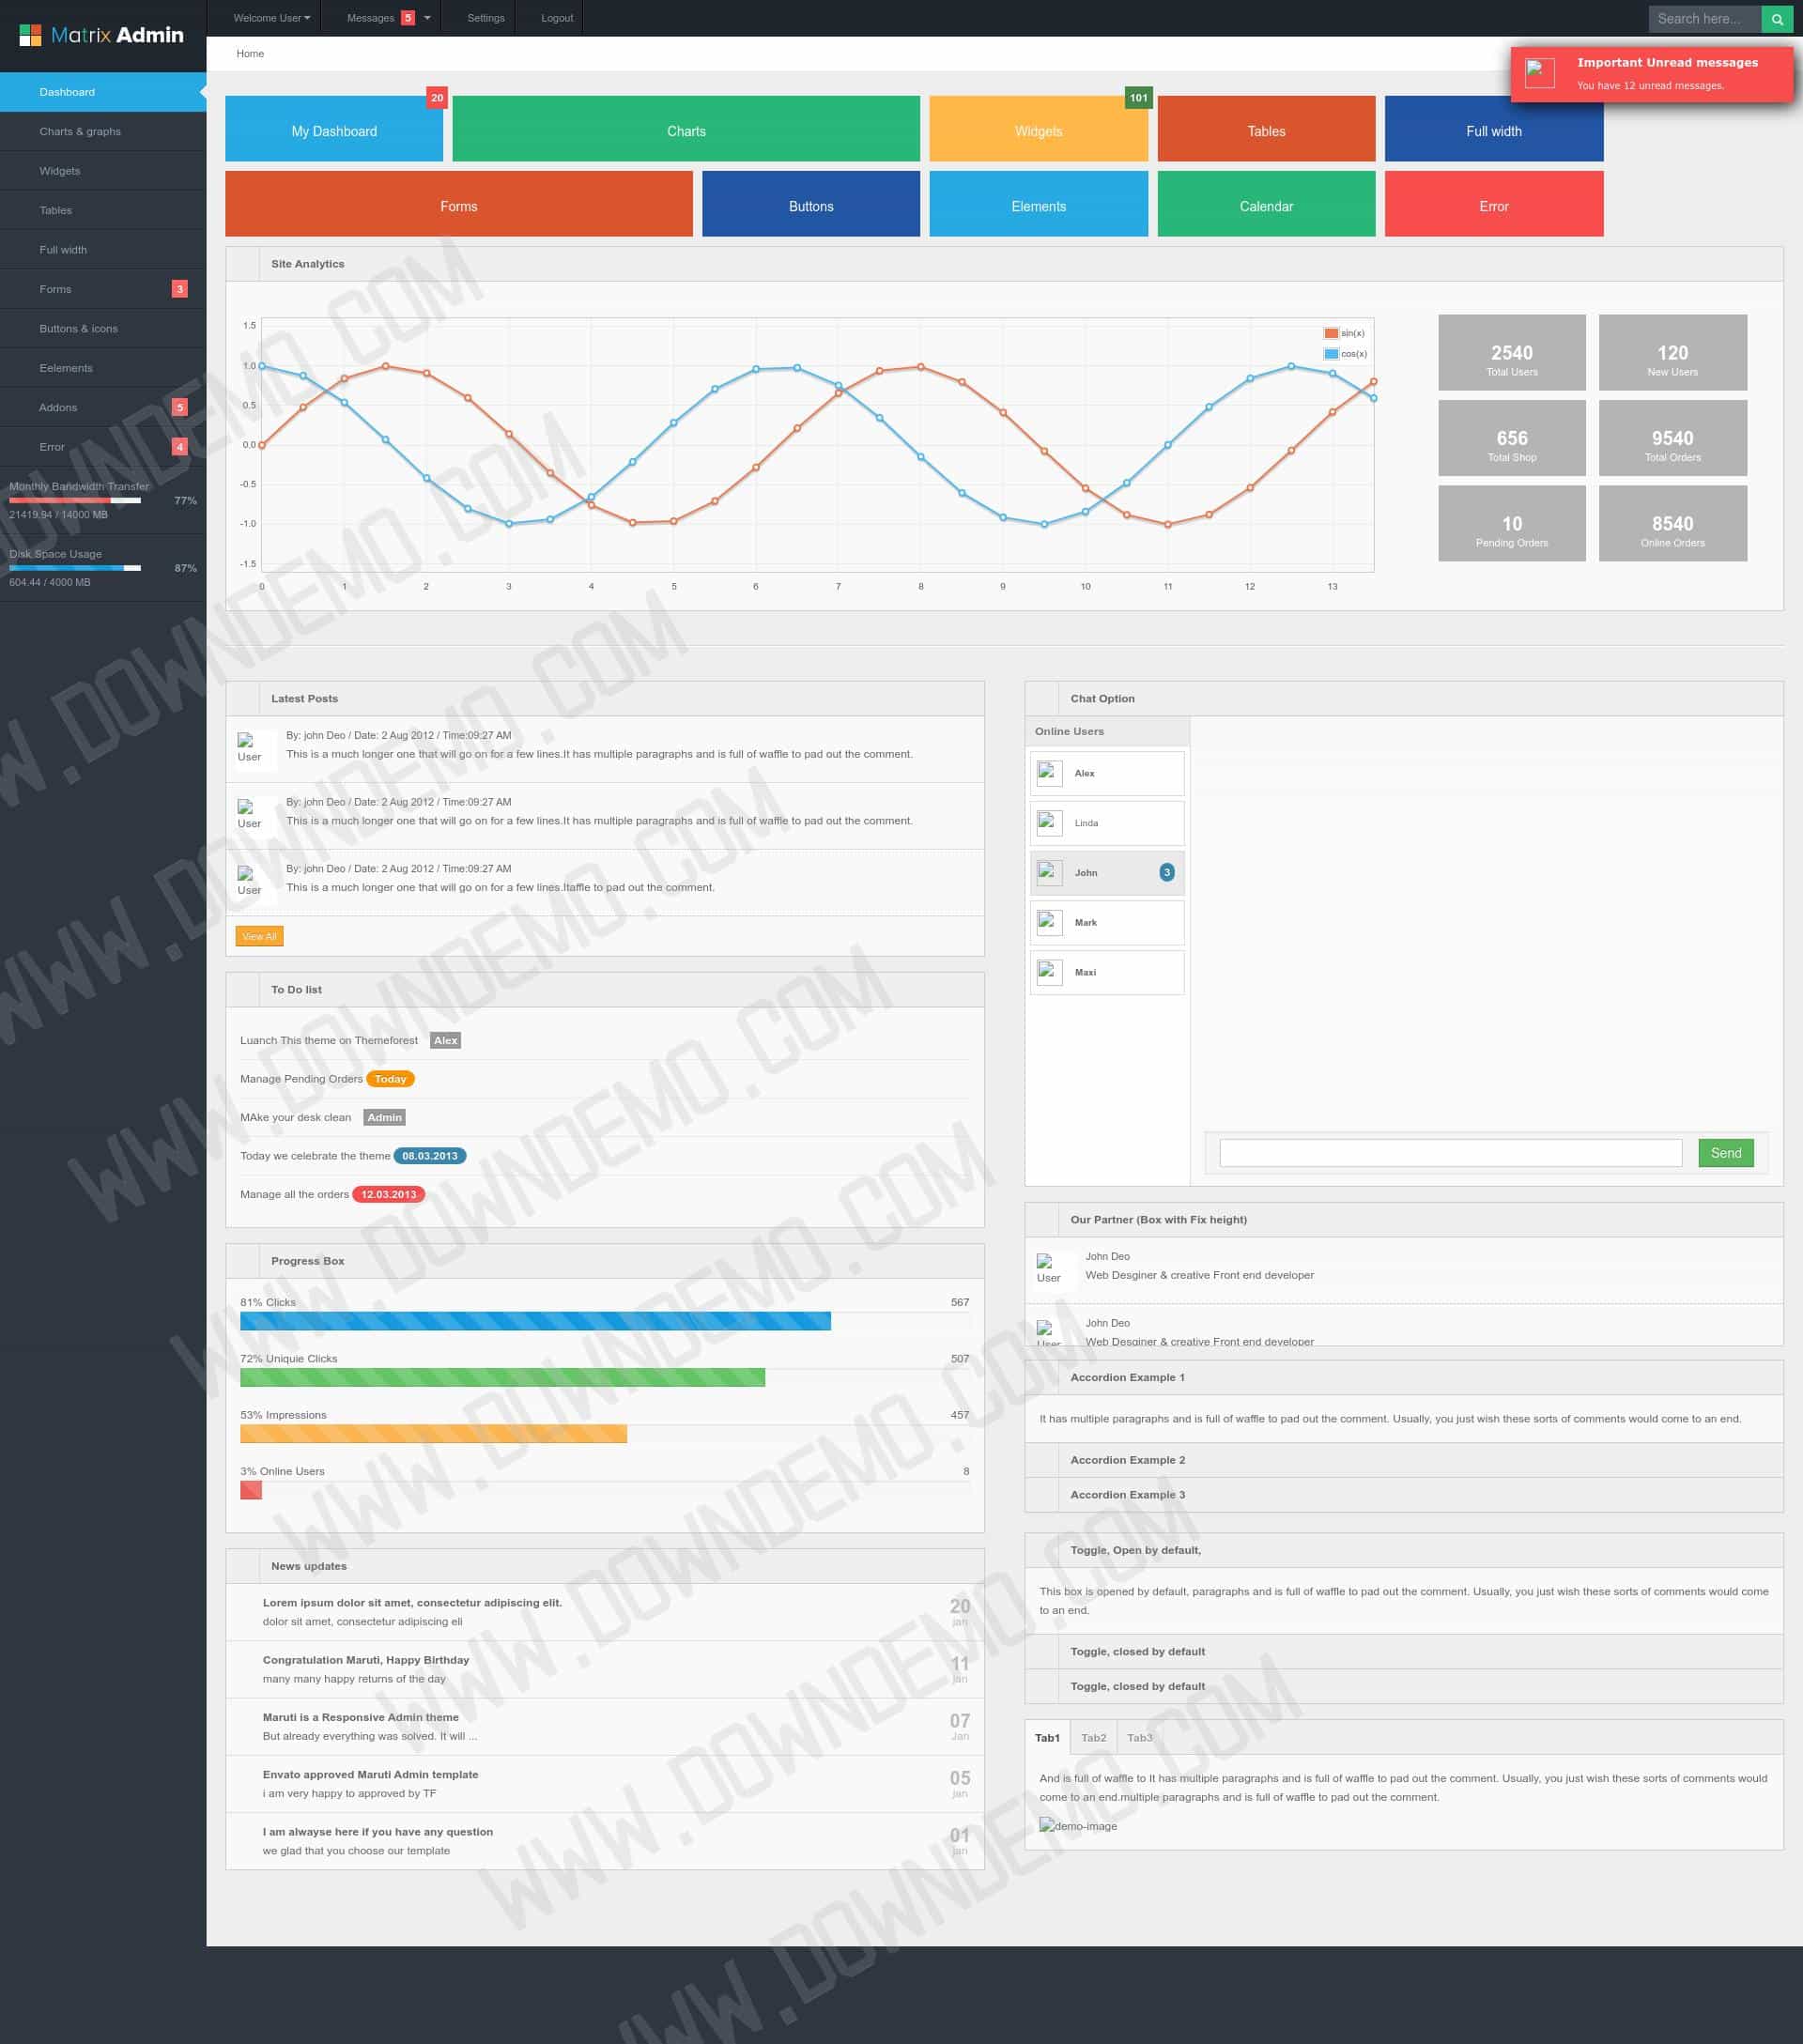 Matrix Admin
Welcome User
Messages 5
Settings
Logout
Search here...
Home
Important Unread messages
You have 12 unread messages.
Dashboard
Charts & graphs
Widgets
Tables
Full width
Forms 3
Buttons & icons
Eelements
Addons 5
Error 4
Monthly Bandwidth Transfer
77%
21419.94 / 14000 MB
Disk Space Usage
87%
604.44 / 4000 MB
My Dashboard 20
Charts
Widgets 101
Tables
Full width
Forms
Buttons
Elements
Calendar
Error
Site Analytics
1.5
1.0
0.5
0.0
-0.5
-1.0
-1.5
0 1 2 3 4 5 6 7 8 9 10 11 12 13
sin(x)
cos(x)
2540
Total Users
120
New Users
656
Total Shop
9540
Total Orders
10
Pending Orders
8540
Online Orders
Latest Posts
User
By: john Deo / Date: 2 Aug 2012 / Time:09:27 AM
This is a much longer one that will go on for a few lines.It has multiple paragraphs and is full of waffle to pad out the comment.
User
By: john Deo / Date: 2 Aug 2012 / Time:09:27 AM
This is a much longer one that will go on for a few lines.It has multiple paragraphs and is full of waffle to pad out the comment.
User
By: john Deo / Date: 2 Aug 2012 / Time:09:27 AM
This is a much longer one that will go on for a few lines.Itaffle to pad out the comment.
View All
To Do list
Luanch This theme on Themeforest Alex
Manage Pending Orders Today
MAke your desk clean Admin
Today we celebrate the theme 08.03.2013
Manage all the orders 12.03.2013
Progress Box
81% Clicks 567
72% Uniquie Clicks 507
53% Impressions 457
3% Online Users 8
News updates
Lorem ipsum dolor sit amet, consectetur adipiscing elit.
dolor sit amet, consectetur adipiscing eli
20
jan
Congratulation Maruti, Happy Birthday
many many happy returns of the day
11
jan
Maruti is a Responsive Admin theme
But already everything was solved. It will ...
07
Jan
Envato approved Maruti Admin template
i am very happy to approved by TF
05
jan
I am alwayse here if you have any question
we glad that you choose our template
01
jan
Chat Option
Online Users
Alex
Linda
John 3
Mark
Maxi
Send
Our Partner (Box with Fix height)
User
John Deo
Web Desginer & creative Front end developer
User
John Deo
Web Desginer & creative Front end developer
Accordion Example 1
It has multiple paragraphs and is full of waffle to pad out the comment. Usually, you just wish these sorts of comments would come to an end.
Accordion Example 2
Accordion Example 3
Toggle, Open by default,
This box is opened by default, paragraphs and is full of waffle to pad out the comment. Usually, you just wish these sorts of comments would come
to an end.
Toggle, closed by default
Toggle, closed by default
Tab1 Tab2 Tab3
And is full of waffle to It has multiple paragraphs and is full of waffle to pad out the comment. Usually, you just wish these sorts of comments would
come to an end.multiple paragraphs and is full of waffle to pad out the comment.
demo-image
WWW.DOWNDEMO.COM
WWW.DOWNDEMO.COM
WWW.DOWNDEMO.COM
WWW.DOWNDEMO.COM
WWW.DOWNDEMO.COM
WWW.DOWNDEMO.COM
WWW.DOWNDEMO.COM
WWW.DOWNDEMO.COM